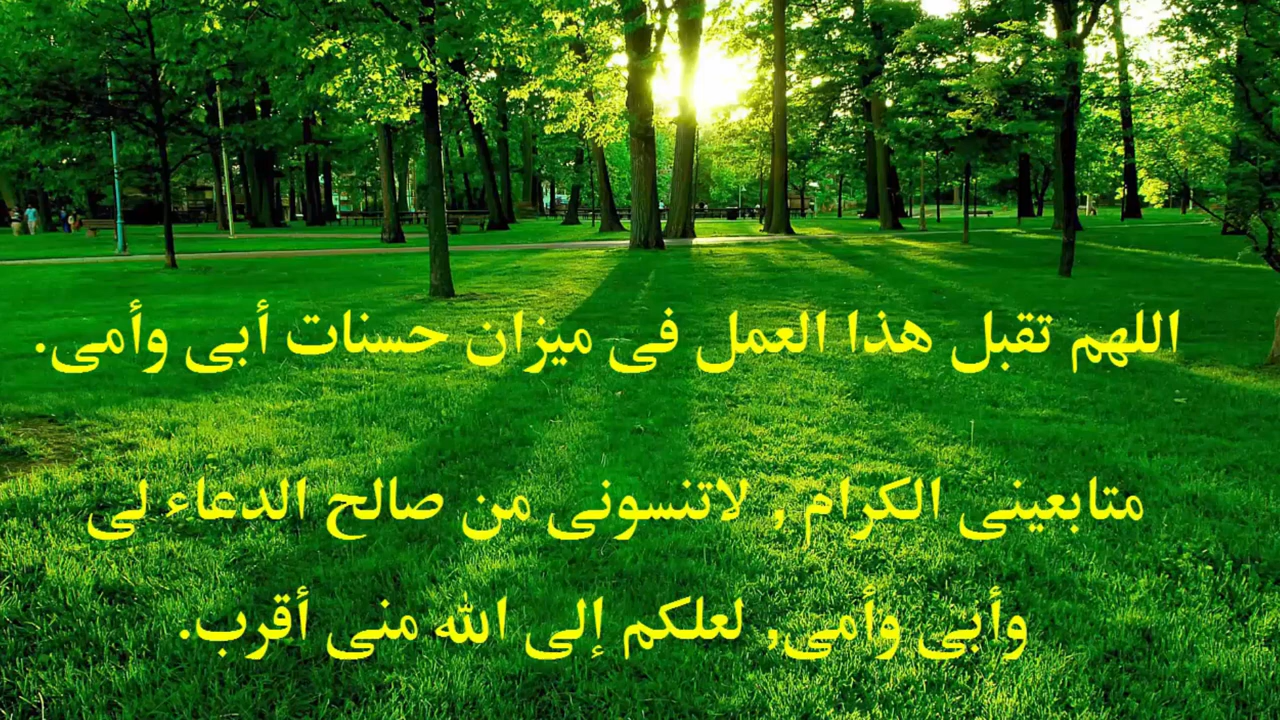 اللهم تقبل هذا العمل فى ميزان حسنات أبى وأمى.
متابعينى الكرام , لاتنسونى من صالح الدعاء لى
وأبى وأمى, لعلكم إلى الله منى أقرب.